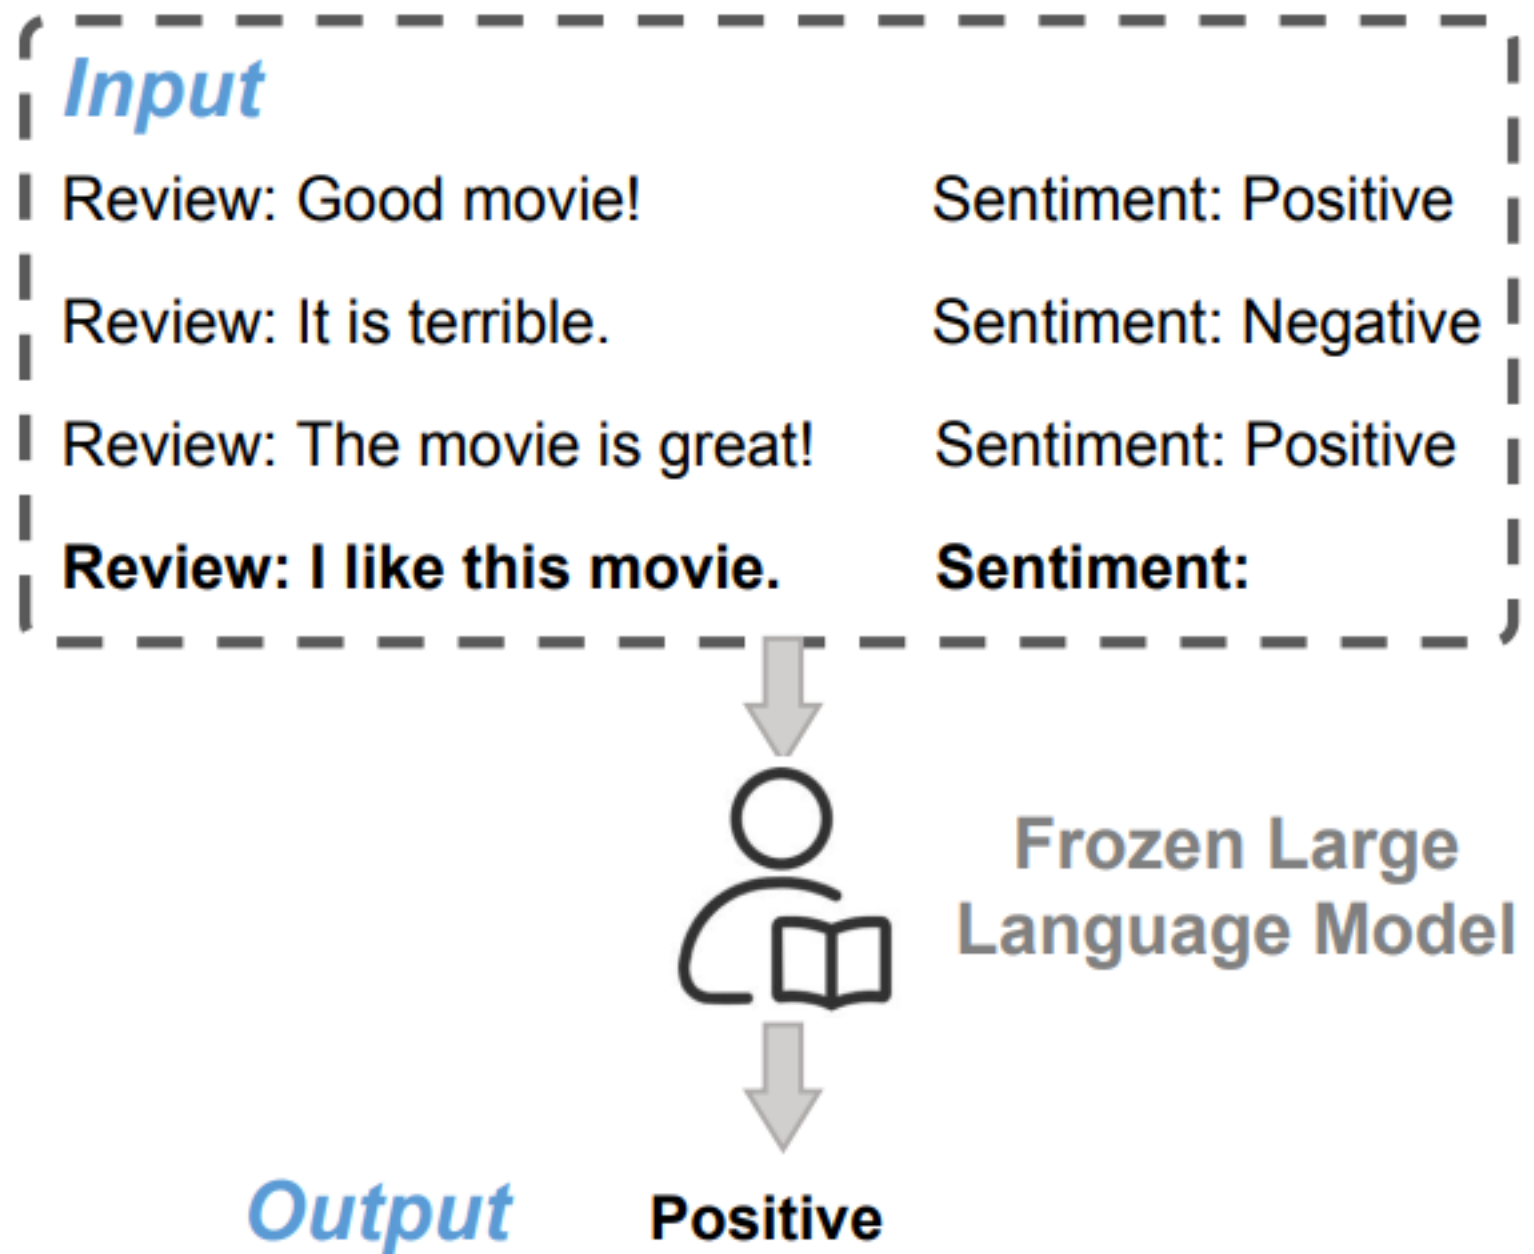 Input
Review: Good movie! Sentiment: Positive
Review: It is terrible. Sentiment: Negative
Review: The movie is great! Sentiment: Positive
Review: I like this movie. Sentiment:
Frozen Large
Language Model
Output Positive